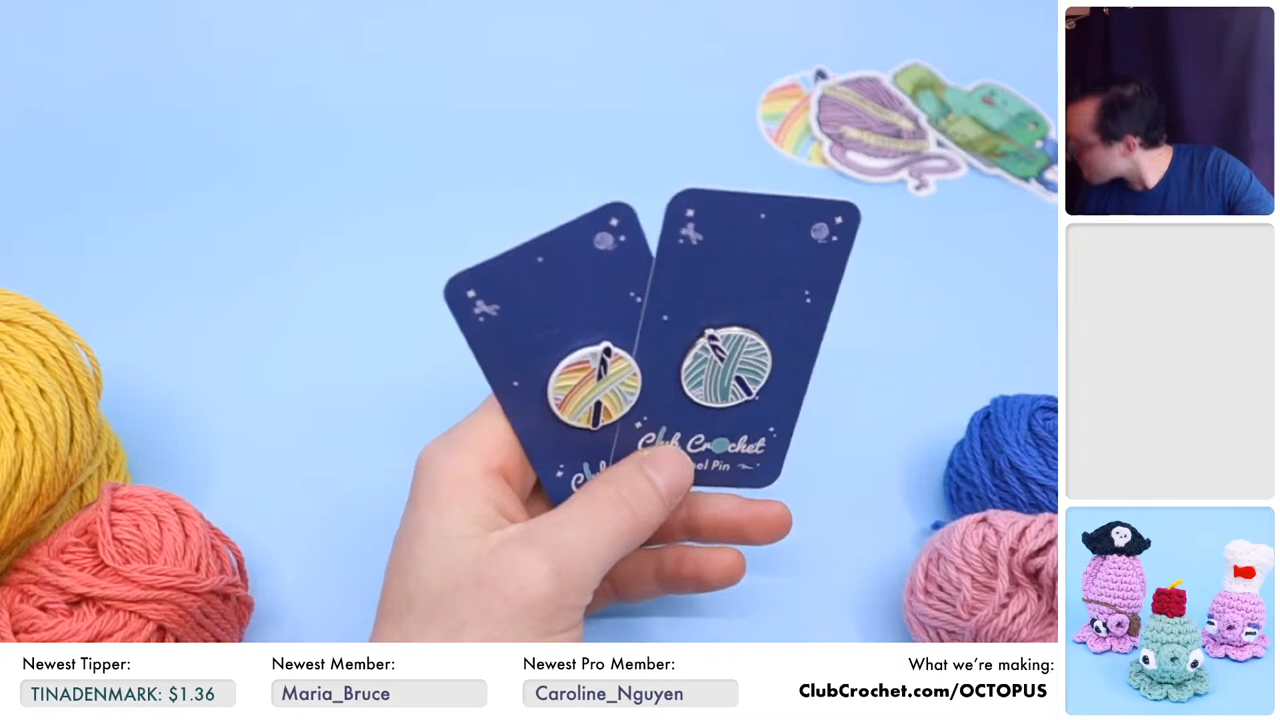 Club Crochet
Pin
Newest Tipper:
Newest Member:
Newest Pro Member:
What we're making:
TINADENMARK: $1.36
Maria_Bruce
Caroline_Nguyen
ClubCrochet.com/OCTOPUS